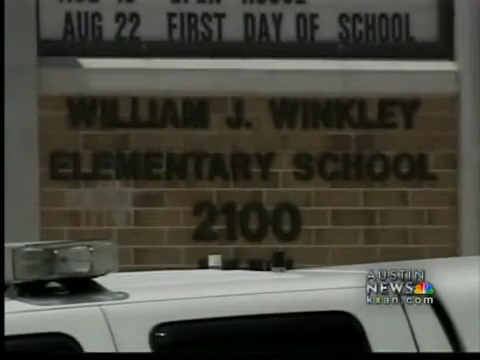 AUG 22 FIRST DAY OF SCHOOL
WILLIAM J. WINKLEY
ELEMENTARY SCHOOL
2100
AUSTIN
NEWS
kxan.com